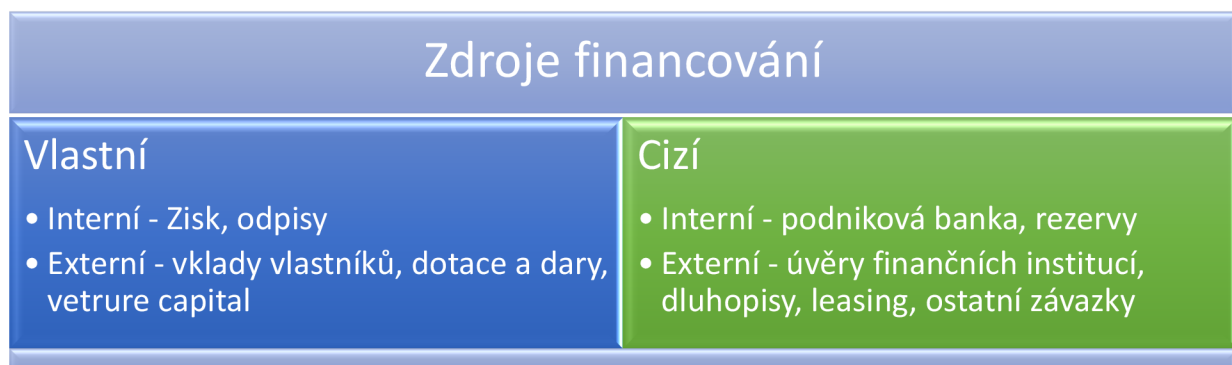 Zdroje financování
Vlastní
• Interní - Zisk, odpisy
• Externí - vklady vlastníků, dotace a dary,
vetrure capital
Cizí
• Interní - podniková banka, rezervy
• Externí - úvěry finančních institucí,
dluhopisy, leasing, ostatní závazky